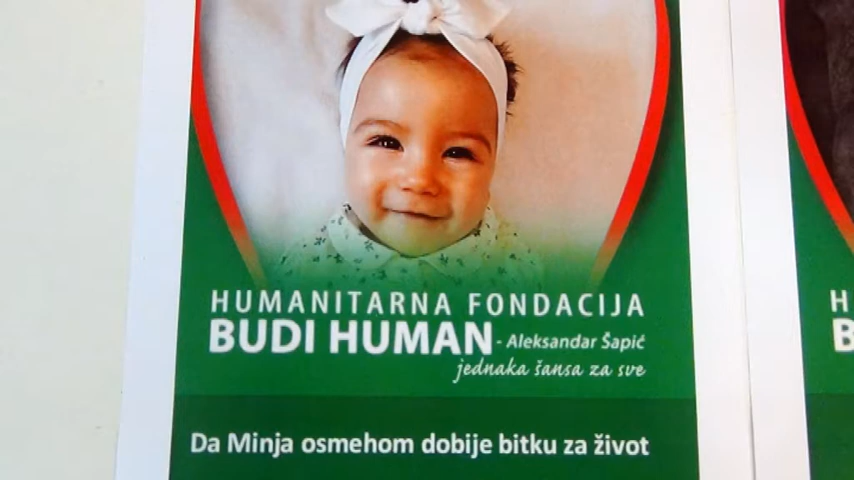 HUMANITARNA FONDACIJA
BUDI HUMAN - Aleksandar Šapić
jednaka šansa za sve
Da Minja osmehom dobije bitku za život
H
B